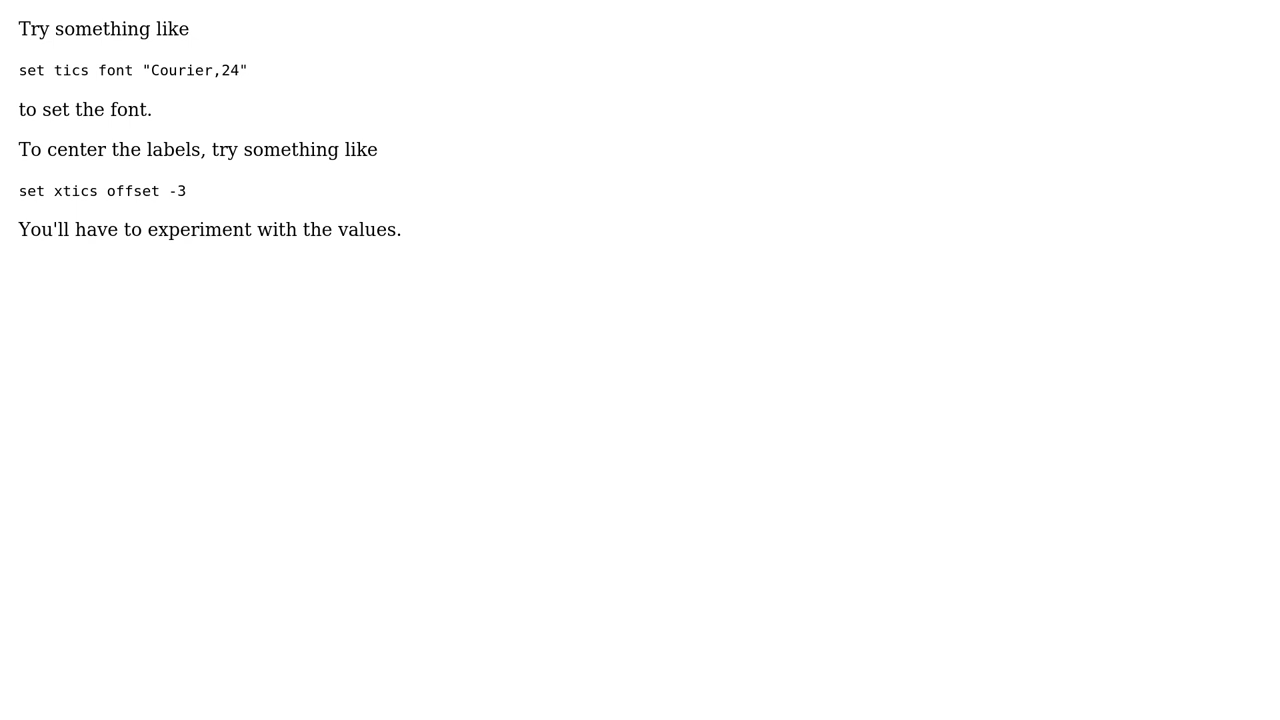 Try something like
set tics font "Courier,24"
to set the font.
To center the labels, try something like
set xtics offset -3
You'll have to experiment with the values.